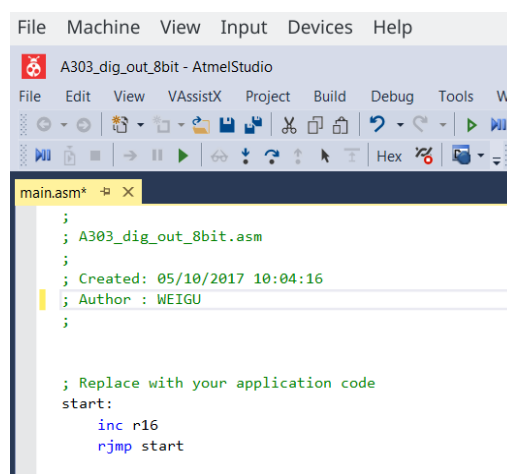 File Machine View Input Devices Help
A303_dig_out_8bit - AtmelStudio
File Edit View VAssistX Project Build Debug Tools W
Hex
main.asm*
;
; A303_dig_out_8bit.asm
;
; Created: 05/10/2017 10:04:16
; Author : WEIGU
;
; Replace with your application code
start:
inc r16
rjmp start